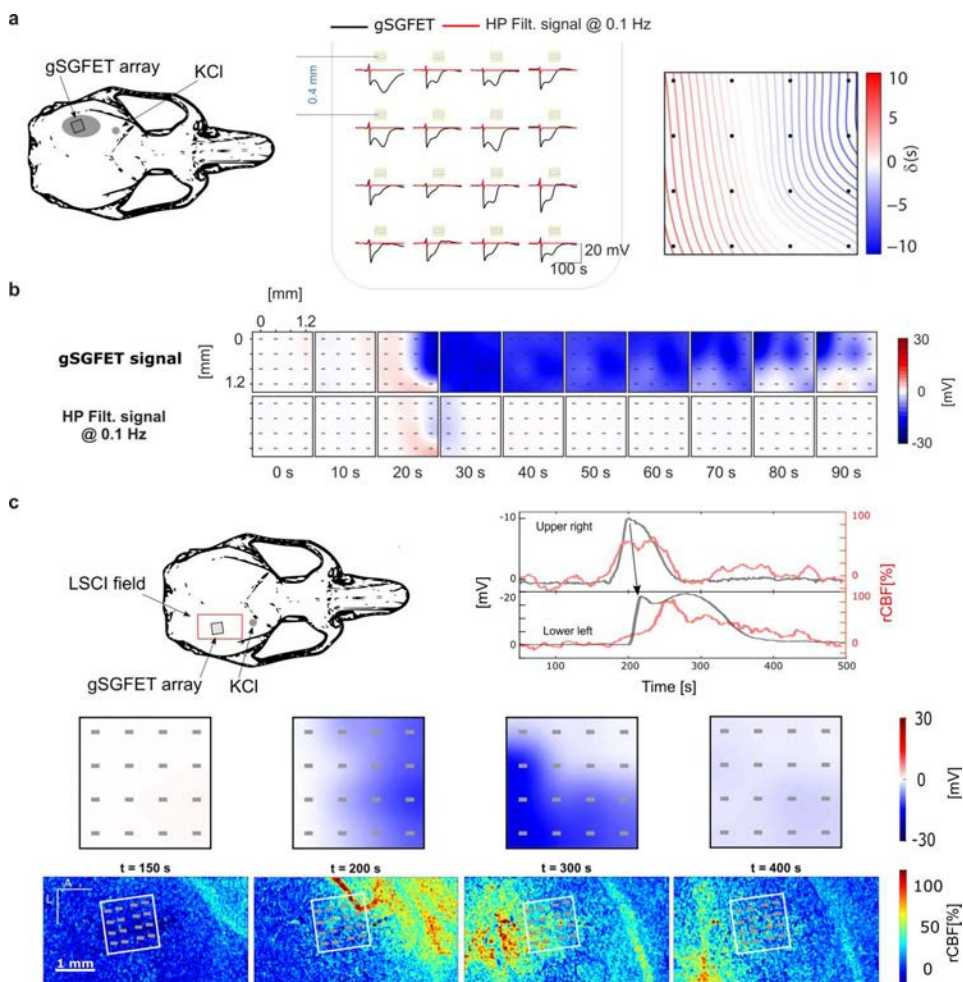 a
gSGFET
HP Filt. signal @ 0.1 Hz
gSGFET array
KCl
0.4 mm
20 mV
100 s
10
5
0
−5
−10
δ(s)
b
[mm]
0
1.2
gSGFET signal
[mm]
0
1.2
HP Filt. signal
@ 0.1 Hz
0 s
10 s
20 s
30 s
40 s
50 s
60 s
70 s
80 s
90 s
30
0
-30
[mV]
c
LSCI field
gSGFET array
KCl
Upper right
Lower left
[mV]
-10
0
-20
0
100
0
100
0
rCBF[%]
100
200
300
400
500
Time [s]
30
0
-30
[mV]
t = 150 s
t = 200 s
t = 300 s
t = 400 s
A
L
1 mm
100
50
0
rCBF[%]